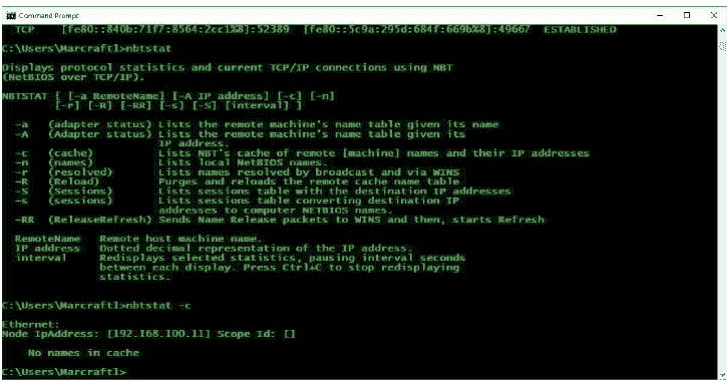 Command Prompt
TCP [fe80::840b:71f7:8564:2cc1%8]:52389 [fe80::5c9a:295d:684f:669b%8]:49667 ESTABLISHED
C:\Users\Marcraft1>nbtstat
Displays protocol statistics and current TCP/IP connections using NBT
(NetBIOS over TCP/IP).
NBTSTAT [ [-a RemoteName] [-A IP address] [-c] [-n]
[-r] [-R] [-RR] [-s] [-S] [interval] ]
-a (adapter status) Lists the remote machine's name table given its name
-A (Adapter status) Lists the remote machine's name table given its
IP address.
-c (cache) Lists NBT's cache of remote [machine] names and their IP addresses
-n (names) Lists local NetBIOS names.
-r (resolved) Lists names resolved by broadcast and via WINS
-R (Reload) Purges and reloads the remote cache name table
-S (Sessions) Lists sessions table with the destination IP addresses
-s (sessions) Lists sessions table converting destination IP
addresses to computer NETBIOS names.
-RR (ReleaseRefresh) Sends Name Release packets to WINS and then, starts Refresh
RemoteName Remote host machine name.
IP address Dotted decimal representation of the IP address.
interval Redisplays selected statistics, pausing interval seconds
between each display. Press Ctrl+C to stop redisplaying
statistics.
C:\Users\Marcraft1>nbtstat -c
Ethernet:
Node IpAddress: [192.168.100.11] Scope Id: []
No names in cache
C:\Users\Marcraft1>